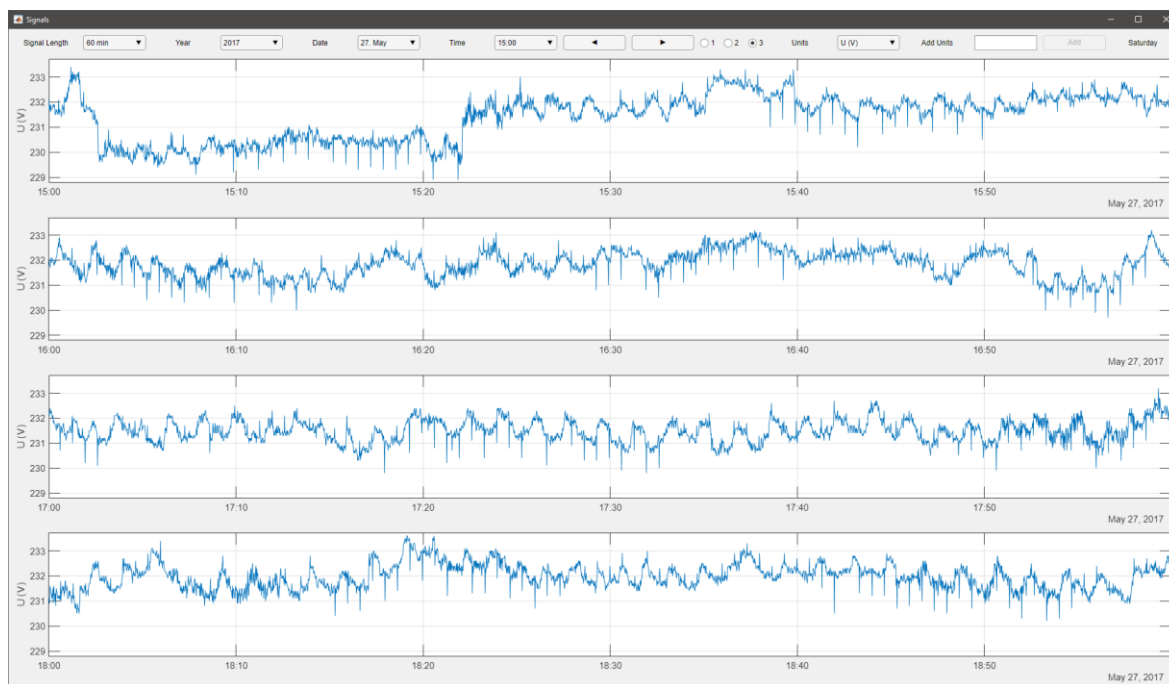 Signals
Signal Length 60 min Year 2017 Date 27. May Time 15:00 1 2 3 Units U (V) Add Units Add Saturday
233
232
231
230
229
U (V)
15:00 15:10 15:20 15:30 15:40 15:50
May 27, 2017
233
232
231
230
229
U (V)
16:00 16:10 16:20 16:30 16:40 16:50
May 27, 2017
233
232
231
230
229
U (V)
17:00 17:10 17:20 17:30 17:40 17:50
May 27, 2017
233
232
231
230
229
U (V)
18:00 18:10 18:20 18:30 18:40 18:50
May 27, 2017